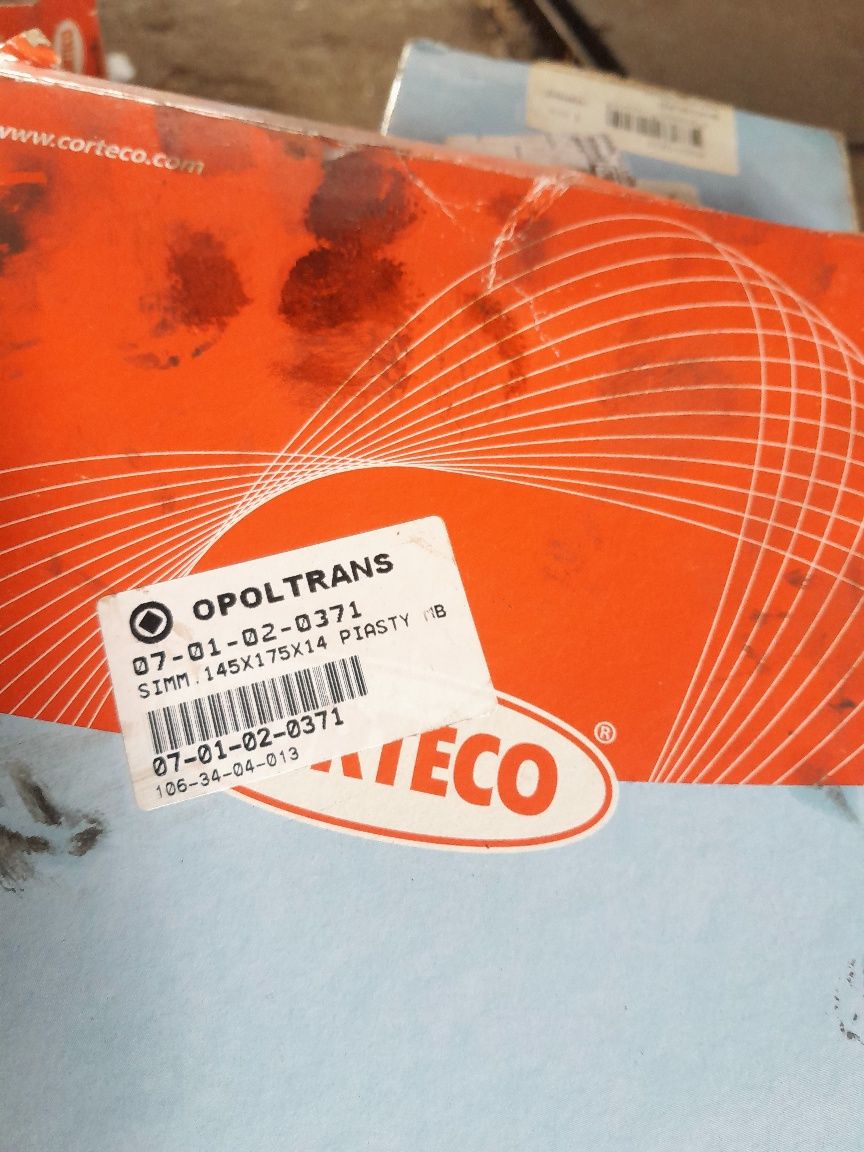 www.corteco.com
OPOLTRANS
07-01-02-0371
SIMM.145X175X14 PIASTY MB
07-01-02-0371
106-34-04-013
RTECO®